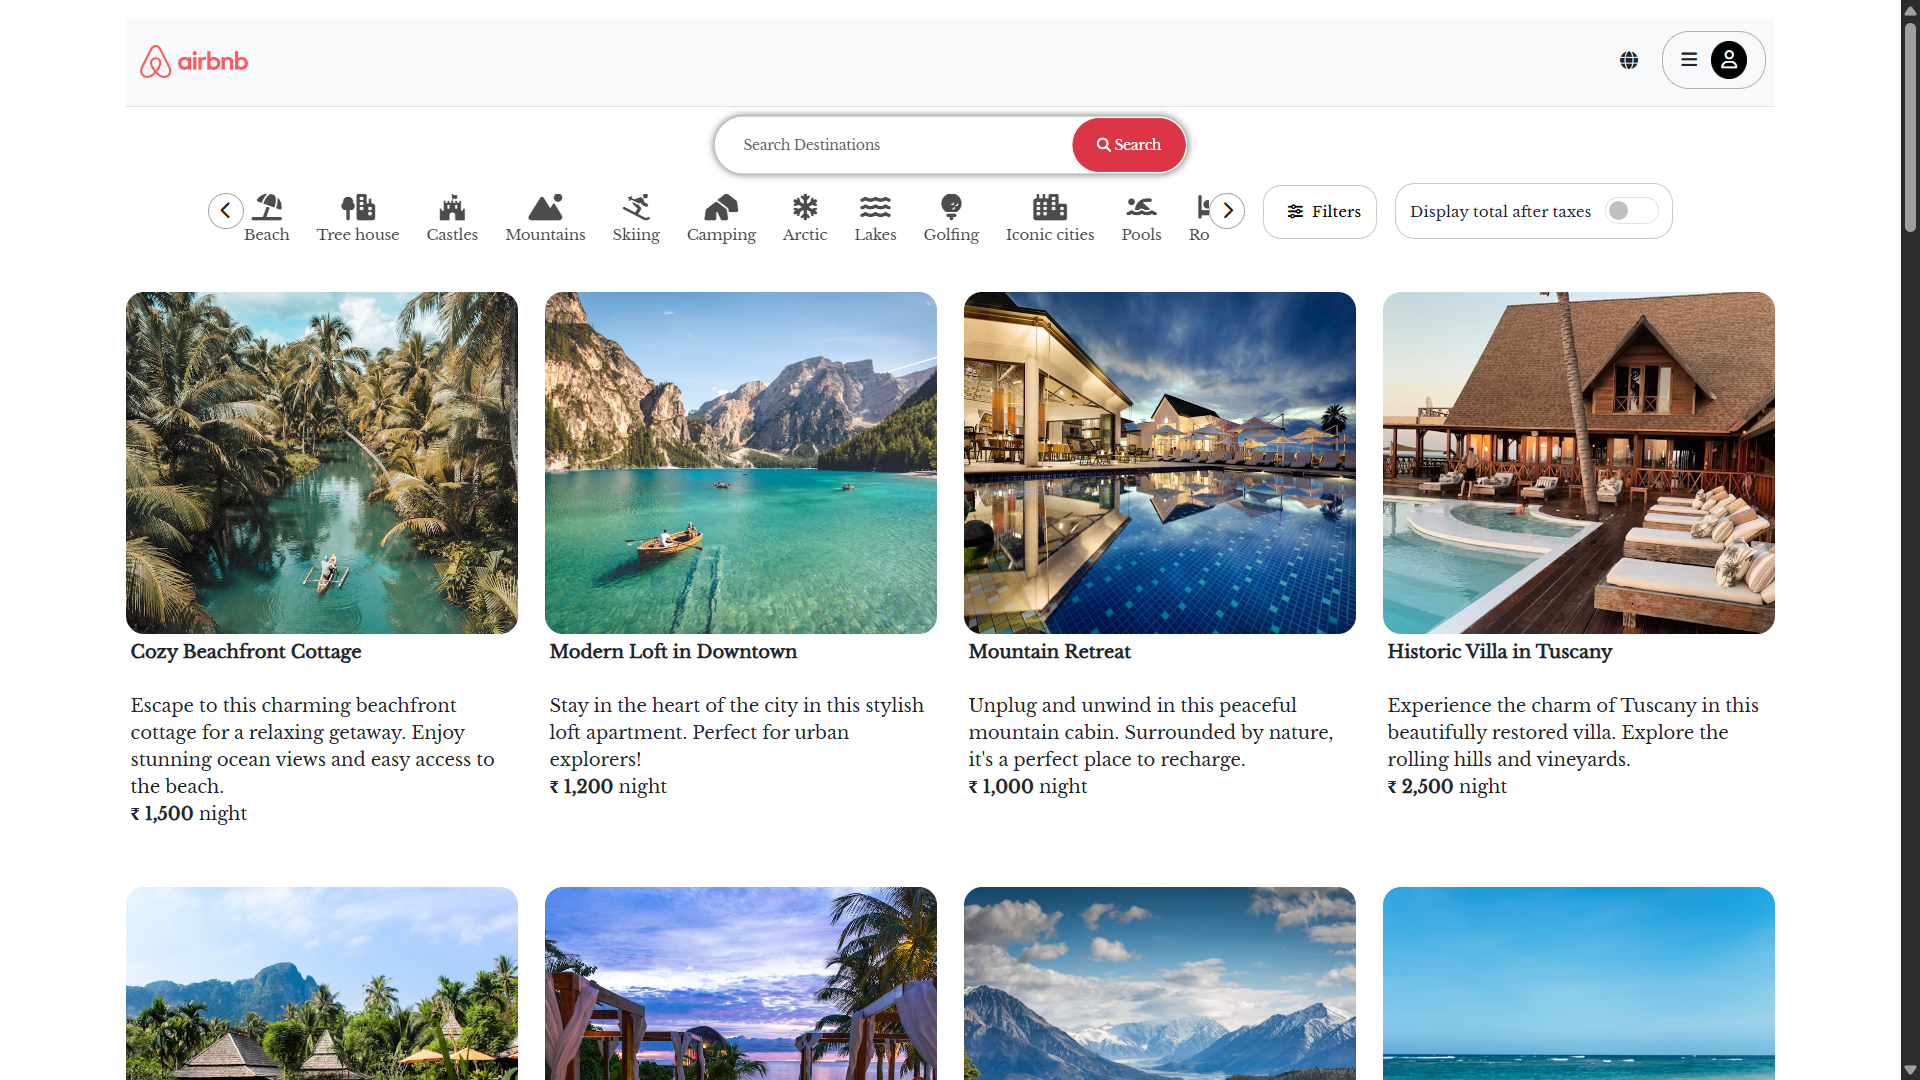 airbnb
Search Destinations
Search
Beach
Tree house
Castles
Mountains
Skiing
Camping
Arctic
Lakes
Golfing
Iconic cities
Pools
Ro
Filters
Display total after taxes
Cozy Beachfront Cottage
Escape to this charming beachfront
cottage for a relaxing getaway. Enjoy
stunning ocean views and easy access to
the beach.
₹ 1,500 night
Modern Loft in Downtown
Stay in the heart of the city in this stylish
loft apartment. Perfect for urban
explorers!
₹ 1,200 night
Mountain Retreat
Unplug and unwind in this peaceful
mountain cabin. Surrounded by nature,
it's a perfect place to recharge.
₹ 1,000 night
Historic Villa in Tuscany
Experience the charm of Tuscany in this
beautifully restored villa. Explore the
rolling hills and vineyards.
₹ 2,500 night